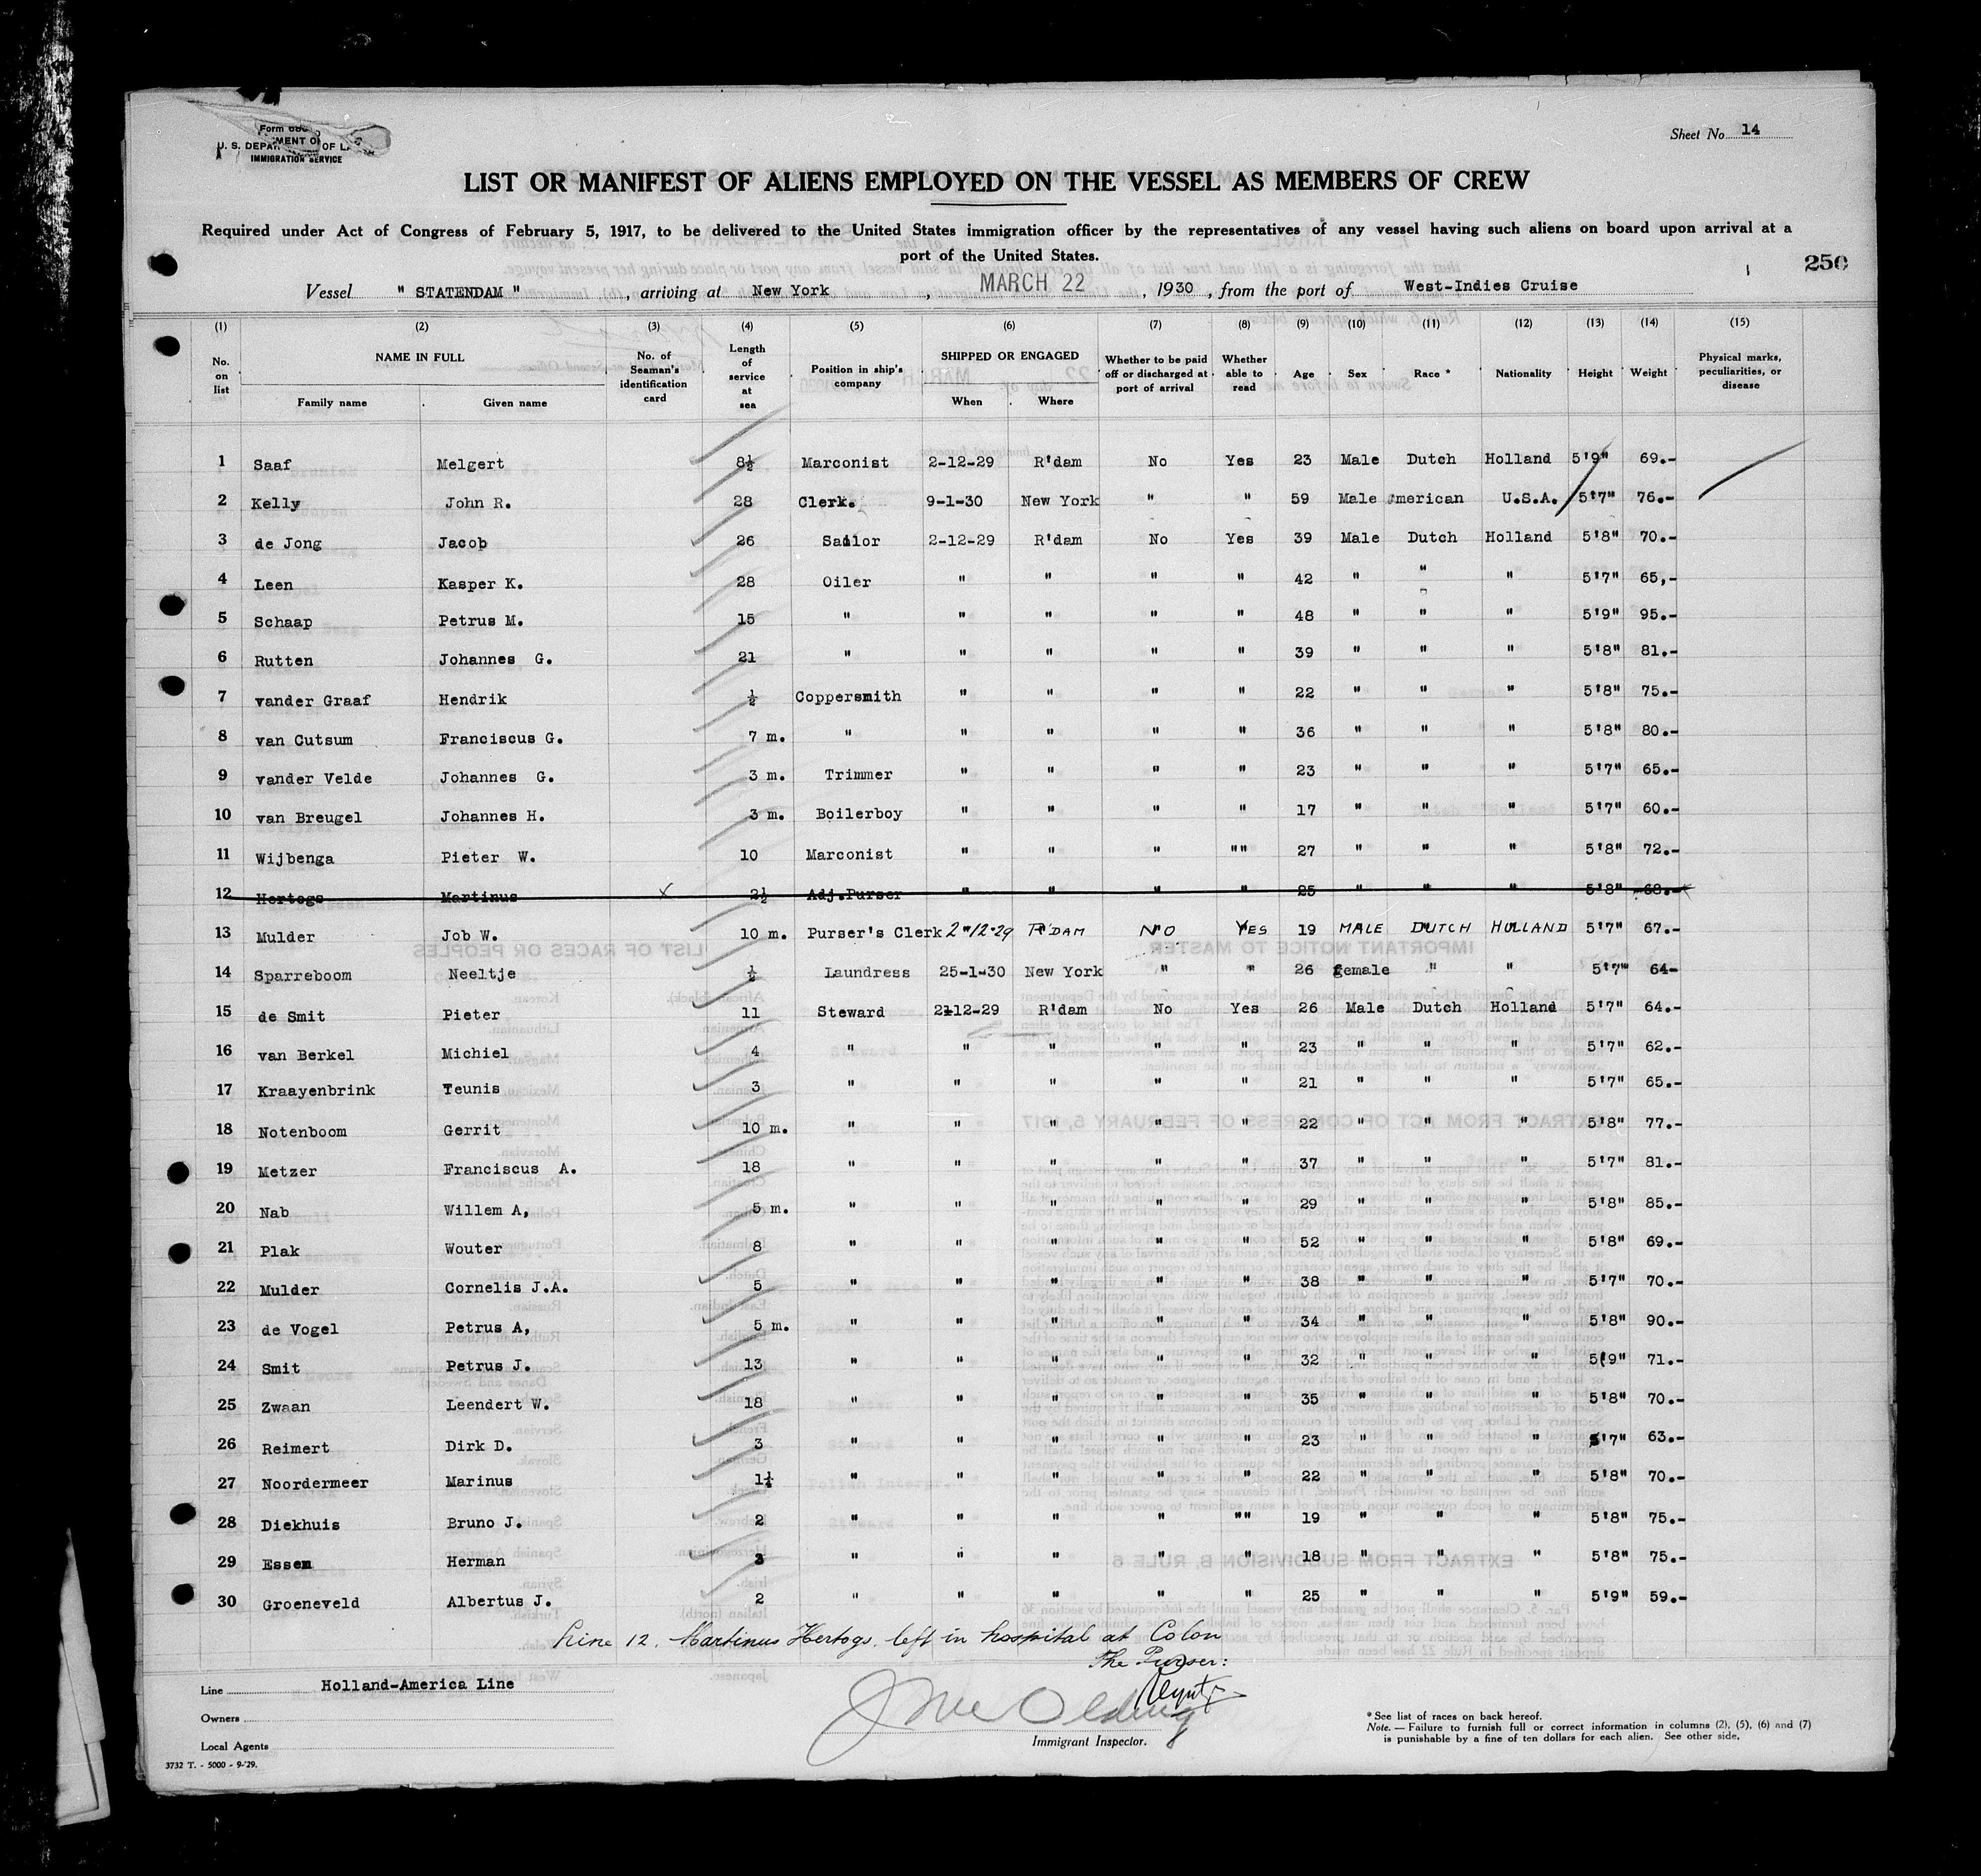 Sheet No. 14
U. S. DEPARTMENT OF LA
IMMIGRATION SERVICE
LIST OR MANIFEST OF ALIENS EMPLOYED ON THE VESSEL AS MEMBERS OF CREW
Required under Act of Congress of February 5, 1917, to be delivered to the United States immigration officer by the representatives of any vessel having such aliens on board upon arrival at a
port of the United States.
250
Vessel " STATENDAM ", arriving at New York, MARCH 22, 1930, from the port of West-Indies Cruise
(1) (2) (3) (4) (5) (6) (7) (8) (9) (10) (11) (12) (13) (14) (15)
No. on list NAME IN FULL Family name Given name No. of Seaman's identification card Length of service at sea Position in ship's company SHIPPED OR ENGAGED When Where Whether to be paid off or discharged at port of arrival Whether able to read Age Sex Race * Nationality Height Weight Physical marks, peculiarities, or disease
1 Saaf Melgert 8½ Marconist 2-12-29 R'dam No Yes 23 Male Dutch Holland 5'9" 69.-
2 Kelly John R. 28 Clerk. 9-1-30 New York " " 59 Male American U.S.A. 5'7" 76.-
3 de Jong Jacob 26 2-12-29 R'dam No Yes 39 Male Dutch Holland 5'8" 70.-
4 Leen Kasper K. 28 Oiler " " " " 42 " " " 5'7" 65,-
5 Schaap Petrus M. 15 " " " " " 48 " " " 5'9" 95.-
6 Rutten Johannes G. 21 " " " " " 39 " " " 5'8" 81.-
7 vander Graaf Hendrik ½ Coppersmith " " " " 22 " " " 5'8" 75.-
8 van Cutsum Franciscus G. 7 m. " " " " " 36 " " " 5'8" 80.-
9 vander Velde Johannes G. 3 m. Trimmer " " " " 23 " " " 5'7" 65.-
10 van Breugel Johannes H. 3 m. Boilerboy " " " " 17 " " " 5'7" 60.-
11 Wijbenga Pieter W. 10 Marconist " " " "" 27 " " " 5'8" 72.-
12 Hertogs Martinus x 2½ Adj.Purser " " " " 25 " " " 5'8" 68.-
13 Mulder Job W. 10 m. Purser's Clerk 2-12-29 R'DAM NO YES 19 MALE DUTCH HOLLAND 5'7" 67.-
14 Sparreboom Neeltje ½ Laundress 25-1-30 New York " " 26 female " " 5'7" 64-
15 de Smit Pieter 11 Steward 2-12-29 R'dam No Yes 26 Male Dutch Holland 5'7" 64.-
16 van Berkel Michiel 4 " " " " " 23 " " " 5'7" 62.-
17 Kraayenbrink Teunis 3 " " " " " 21 " " " 5'7" 65.-
18 Notenboom Gerrit 10 m. " " " " " 22 " " " 5'8" 77.-
19 Metzer Franciscus A. 18 " " " " " 37 " " " 5'7" 81.-
20 Nab Willem A, 5 m. " " " " " 29 " " " 5'8" 85.-
21 Plak Wouter 8 " " " " " 52 " " " 5'8" 69.-
22 Mulder Cornelis J.A. 5 " " " " " 38 " " " 5'7" 70.-
23 de Vogel Petrus A, 5 m. " " " " " 34 " " " 5'8" 90.-
24 Smit Petrus J. 13 " " " " " 32 " " " 5(9" 71.-
25 Zwaan Leendert W. 18 " " " " " 35 " " " 5'8" 70.-
26 Reimert Dirk D. 3 " " " " " 23 " " " 5'7" 63.-
27 Noordermeer Marinus 1¼ " " " " " 22 " " " 5'8" 70.-
28 Diekhuis Bruno J. 2 " " " " "" 19 " " " 5'8" 75.-
29 Essen Herman 3 " " " " " 18 " " " 5'8" 75.-
30 Groeneveld Albertus J. 2 " " " " " 25 " " " 5'9" 59.-
Line 12. Martinus Hertogs. left in hospital at Colon
The Purser:
Line Holland-America Line
Owners
Local Agents
3732 T. - 5000 - 9-'29.
Immigrant Inspector.
* See list of races on back hereof.
Note. — Failure to furnish full or correct information in columns (2), (5), (6) and (7)
is punishable by a fine of ten dollars for each alien. See other side.